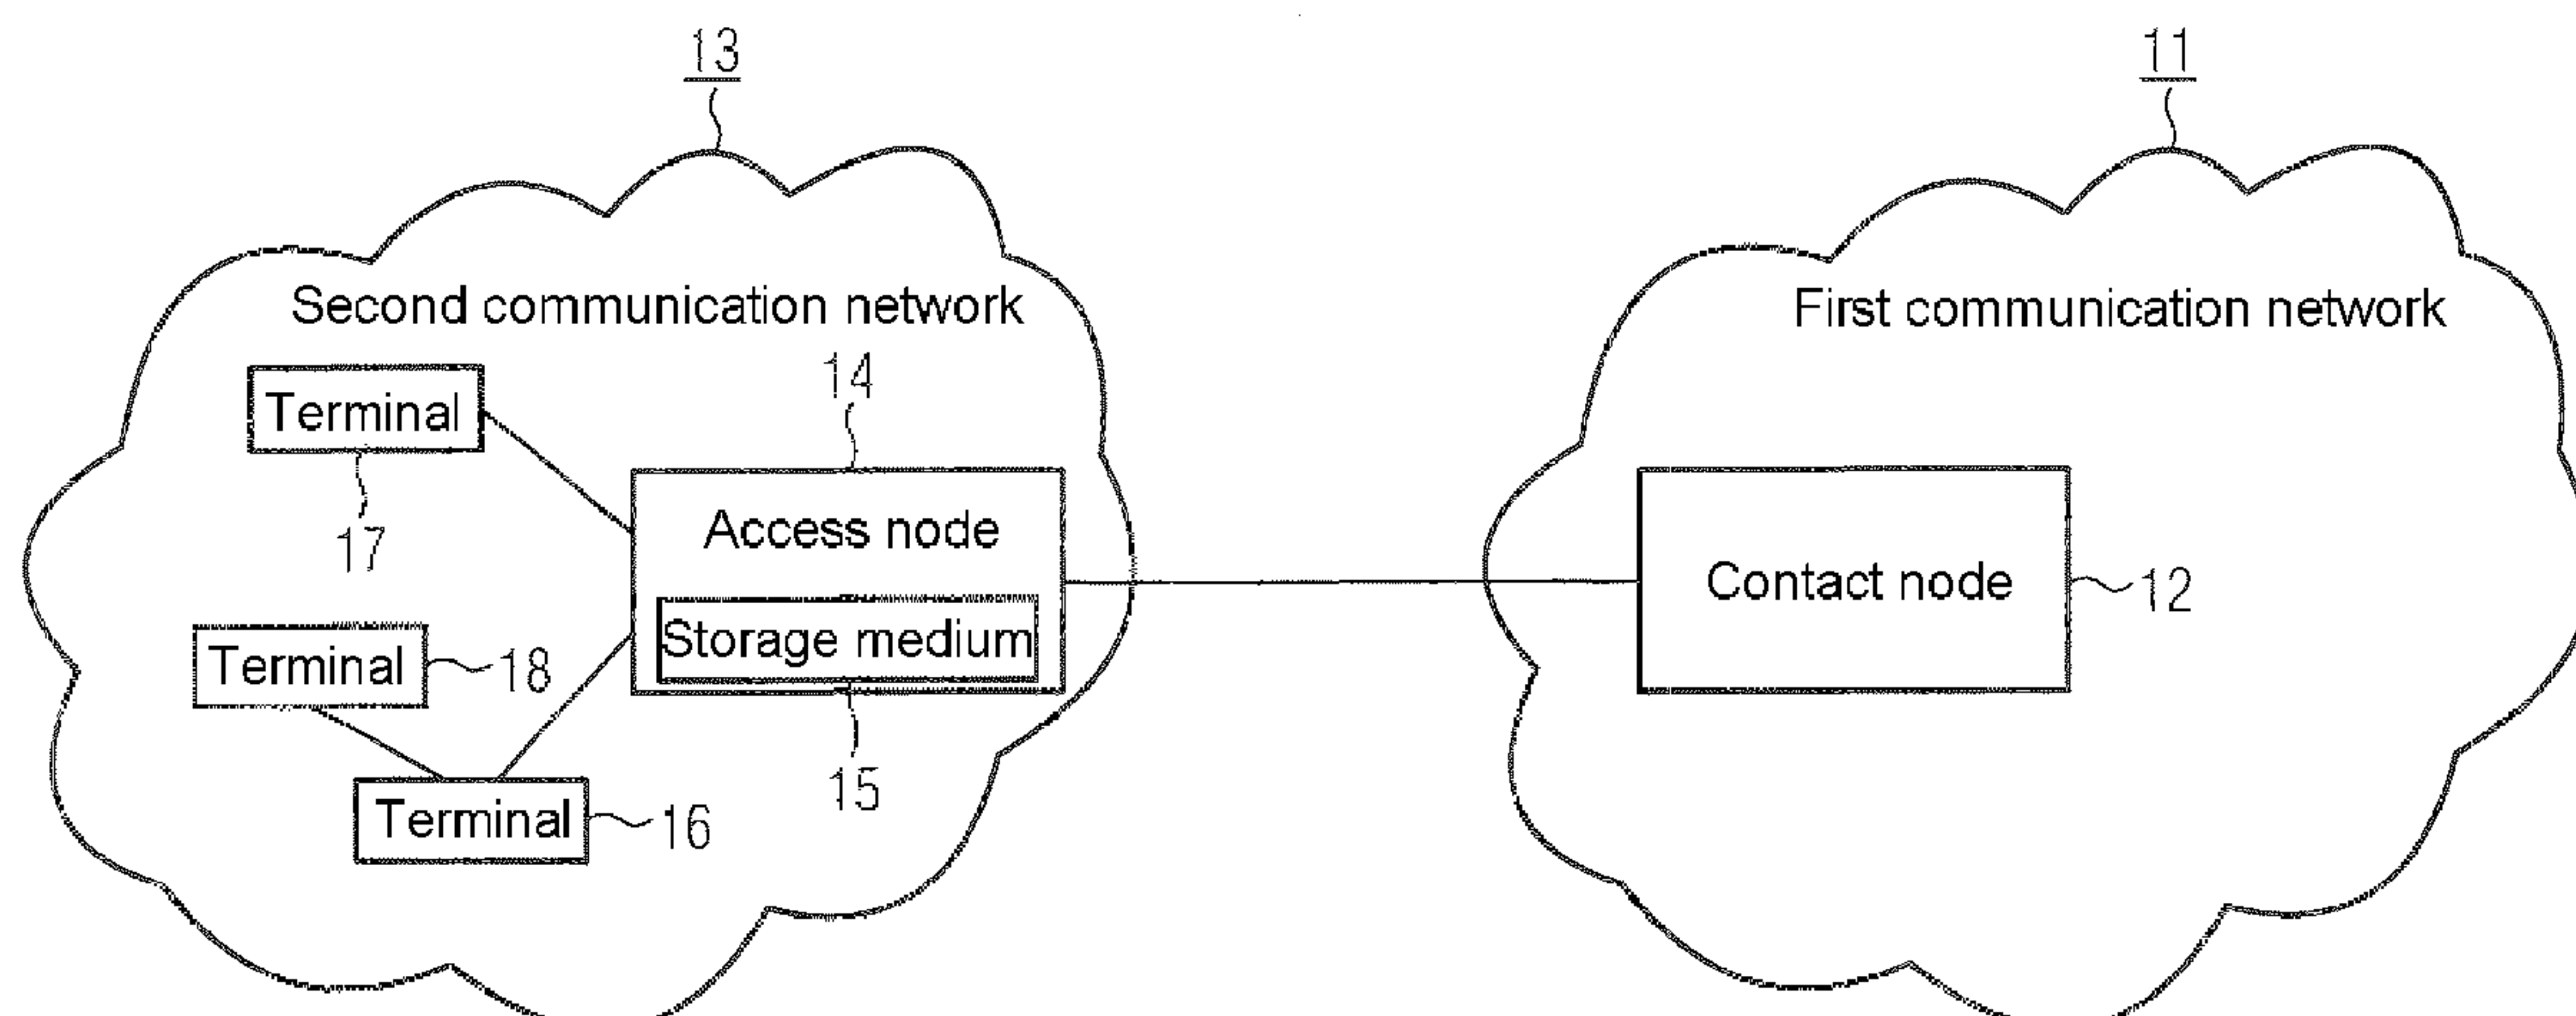 13
11
Second communication network
First communication network
14
Terminal
17
Access node
Contact node
12
Storage medium
Terminal
18
15
Terminal
16